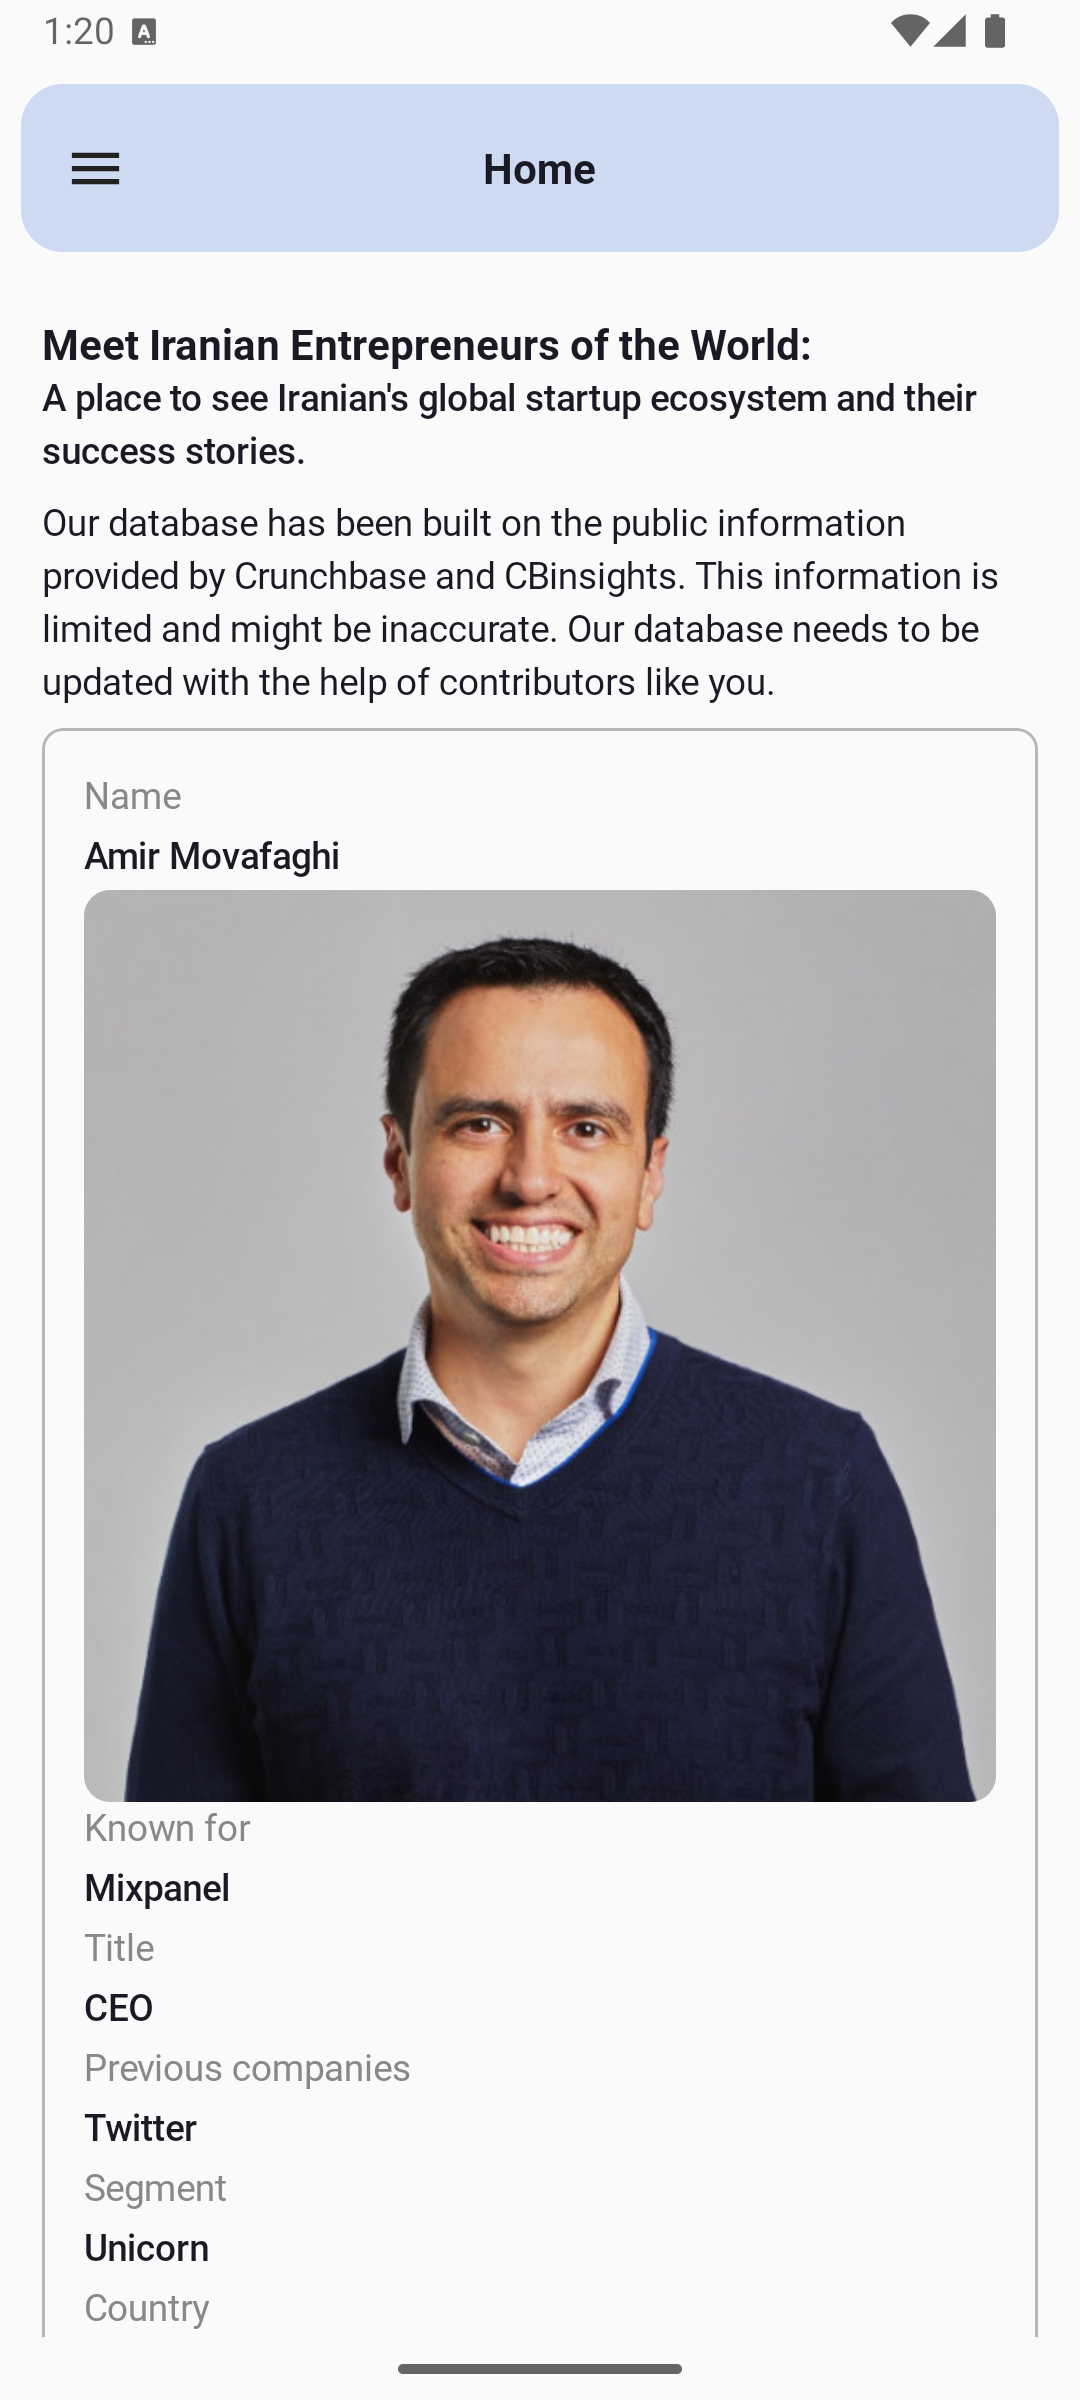 1:20
Home
Meet Iranian Entrepreneurs of the World:
A place to see Iranian's global startup ecosystem and their
success stories.
Our database has been built on the public information
provided by Crunchbase and CBinsights. This information is
limited and might be inaccurate. Our database needs to be
updated with the help of contributors like you.
Name
Amir Movafaghi
Known for
Mixpanel
Title
CEO
Previous companies
Twitter
Segment
Unicorn
Country